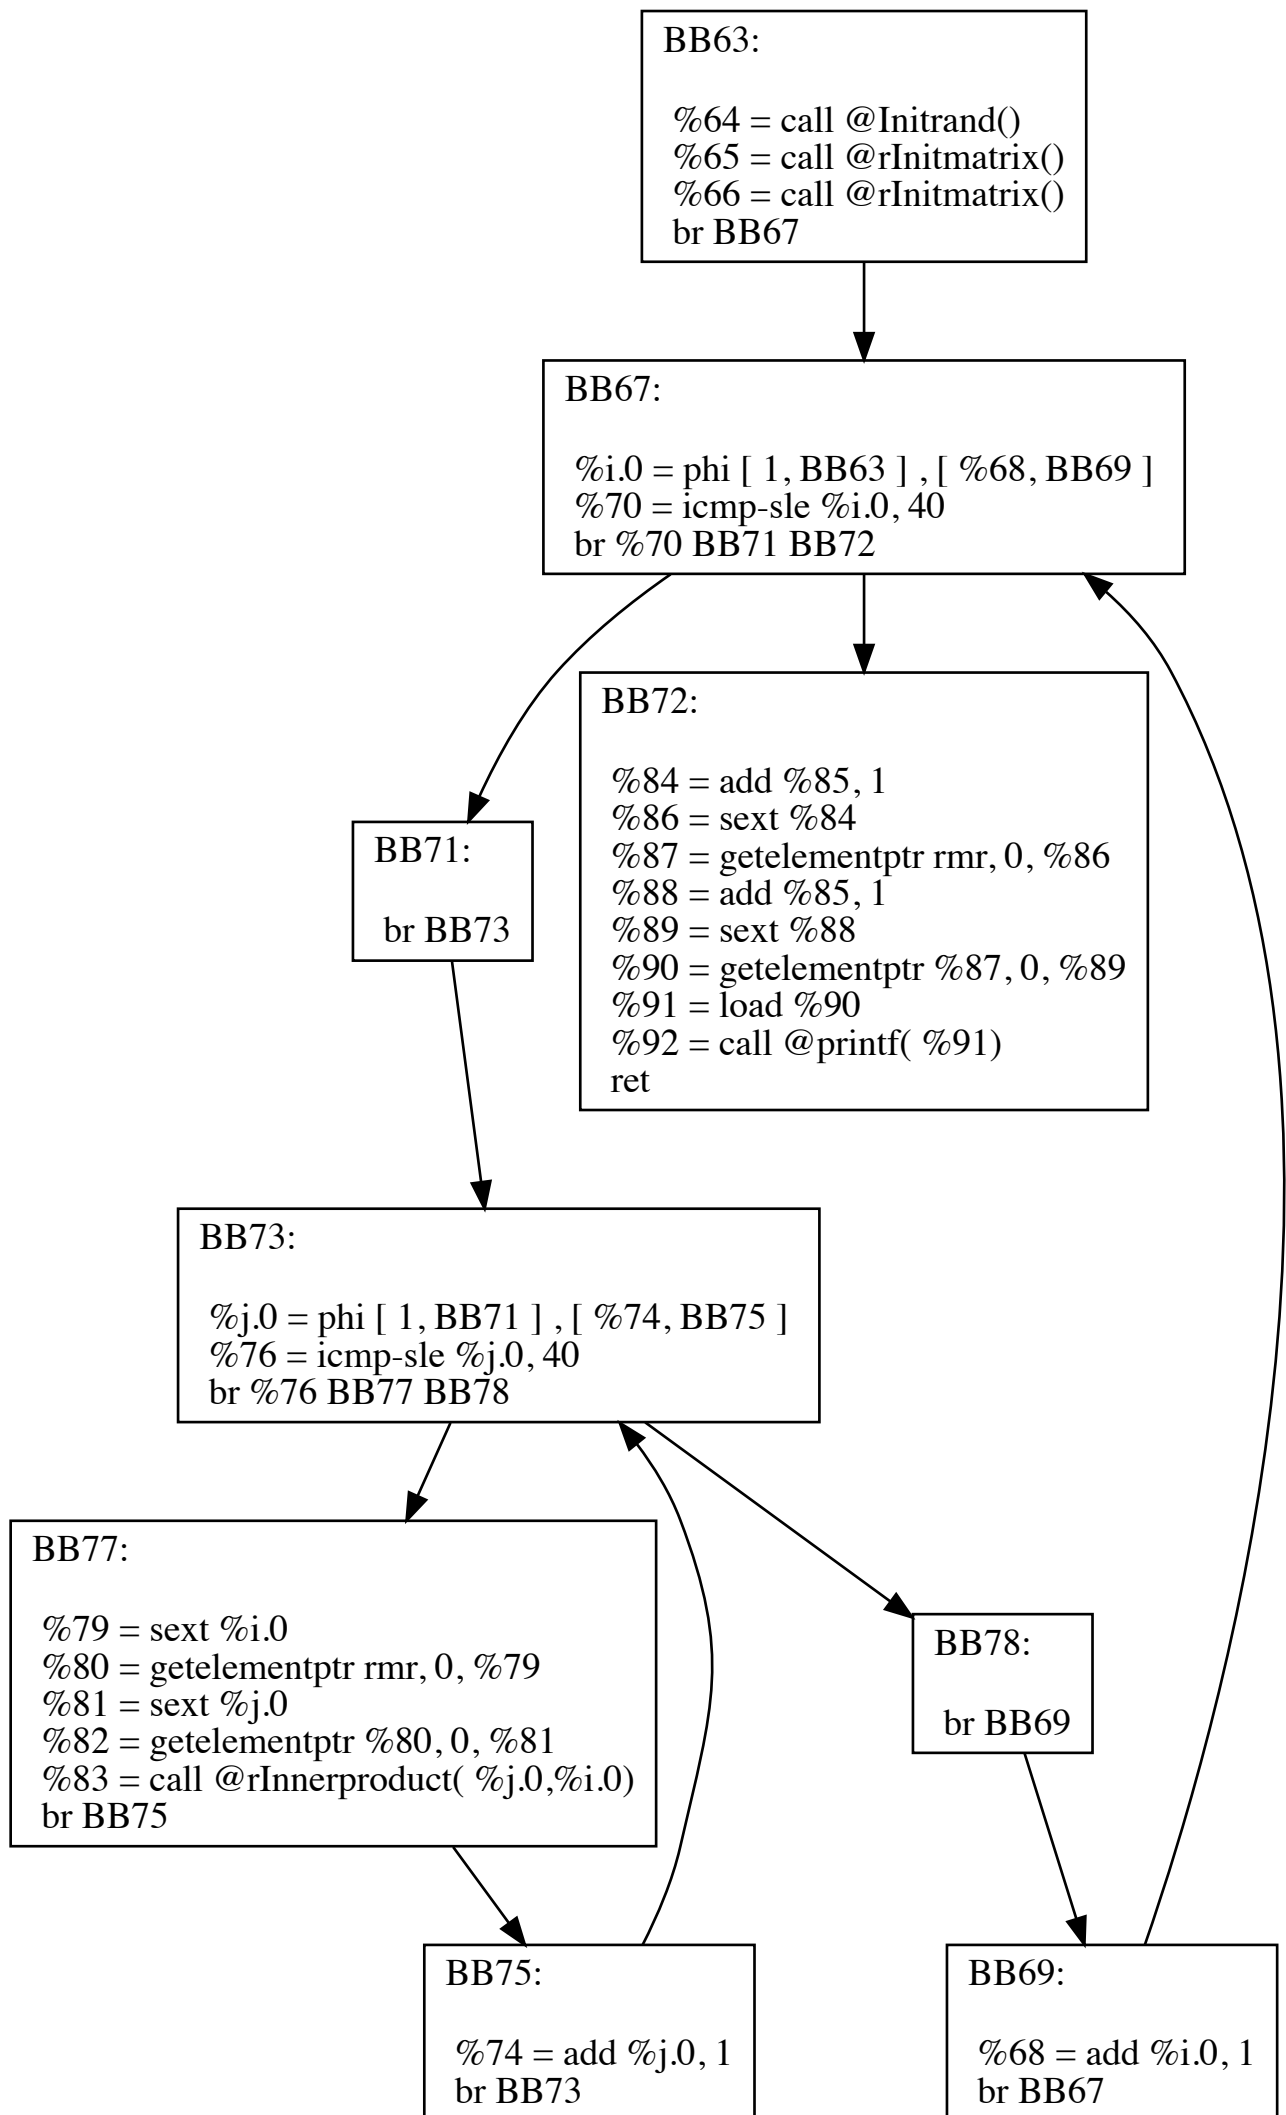 BB63:
%64 = call @Initrand()
%65 = call @rInitmatrix()
%66 = call @rInitmatrix()
br BB67
BB67:
%i.0 = phi [ 1, BB63 ] , [ %68, BB69 ]
%70 = icmp-sle %i.0, 40
br %70 BB71 BB72
BB72:
%84 = add %85, 1
%86 = sext %84
%87 = getelementptr rmr, 0, %86
%88 = add %85, 1
%89 = sext %88
%90 = getelementptr %87, 0, %89
%91 = load %90
%92 = call @printf( %91)
ret
BB71:
br BB73
BB73:
%j.0 = phi [ 1, BB71 ] , [ %74, BB75 ]
%76 = icmp-sle %j.0, 40
br %76 BB77 BB78
BB77:
%79 = sext %i.0
%80 = getelementptr rmr, 0, %79
%81 = sext %j.0
%82 = getelementptr %80, 0, %81
%83 = call @rInnerproduct( %j.0,%i.0)
br BB75
BB78:
br BB69
BB75:
%74 = add %j.0, 1
br BB73
BB69:
%68 = add %i.0, 1
br BB67